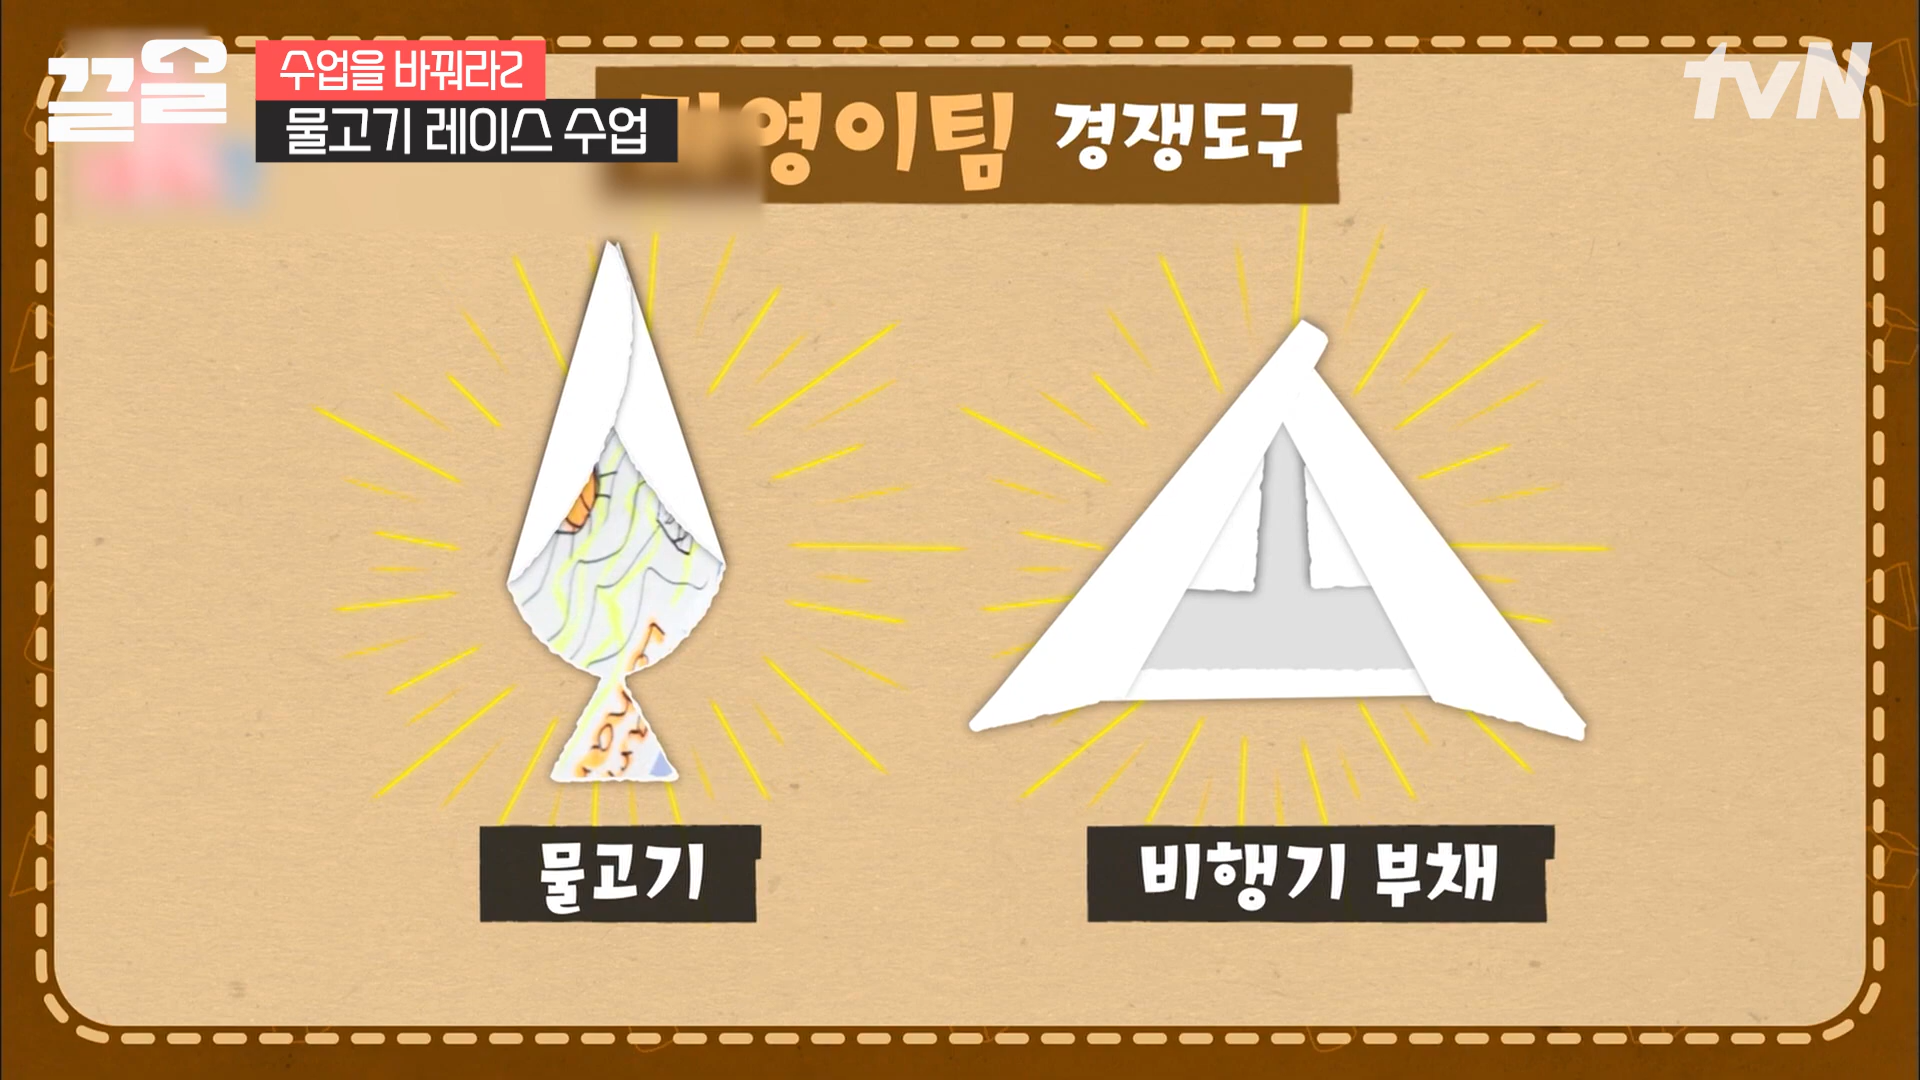 끌올
수업을 바꿔라2
물고기 레이스 수업
영이팀 경쟁도구
tvN
물고기
비행기 부채